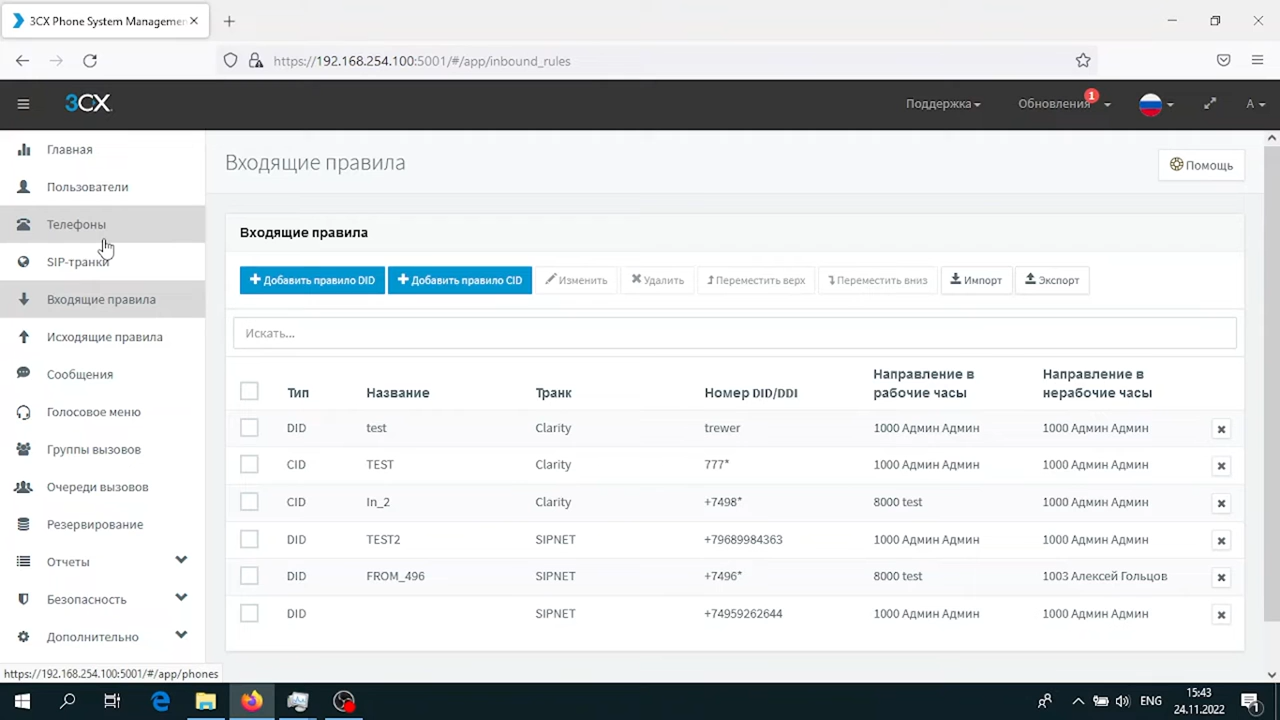 3CX Phone System Managemen
https://192.168.254.100:5001/#/app/inbound_rules
3CX
Поддержка
Обновления
1
A
Главная
Пользователи
Телефоны
SIP-транки
Входящие правила
Исходящие правила
Сообщения
Голосовое меню
Группы вызовов
Очереди вызовов
Резервирование
Отчеты
Безопасность
Дополнительно
https://192.168.254.100:5001/#/app/phones
Входящие правила
Помощь
Входящие правила
Добавить правило DID
Добавить правило CID
Изменить
Удалить
Переместить верх
Переместить вниз
Импорт
Экспорт
Искать...
Тип Название Транк Номер DID/DDI Направление в рабочие часы Направление в нерабочие часы
DID test Clarity trewer 1000 Админ Админ 1000 Админ Админ
CID TEST Clarity 777* 1000 Админ Админ 1000 Админ Админ
CID In_2 Clarity +7498* 8000 test 1000 Админ Админ
DID TEST2 SIPNET +79689984363 1000 Админ Админ 1000 Админ Админ
DID FROM_496 SIPNET +7496* 8000 test 1003 Алексей Гольцов
DID SIPNET +74959262644 1000 Админ Админ 1000 Админ Админ
ENG
15:43
24.11.2022
1